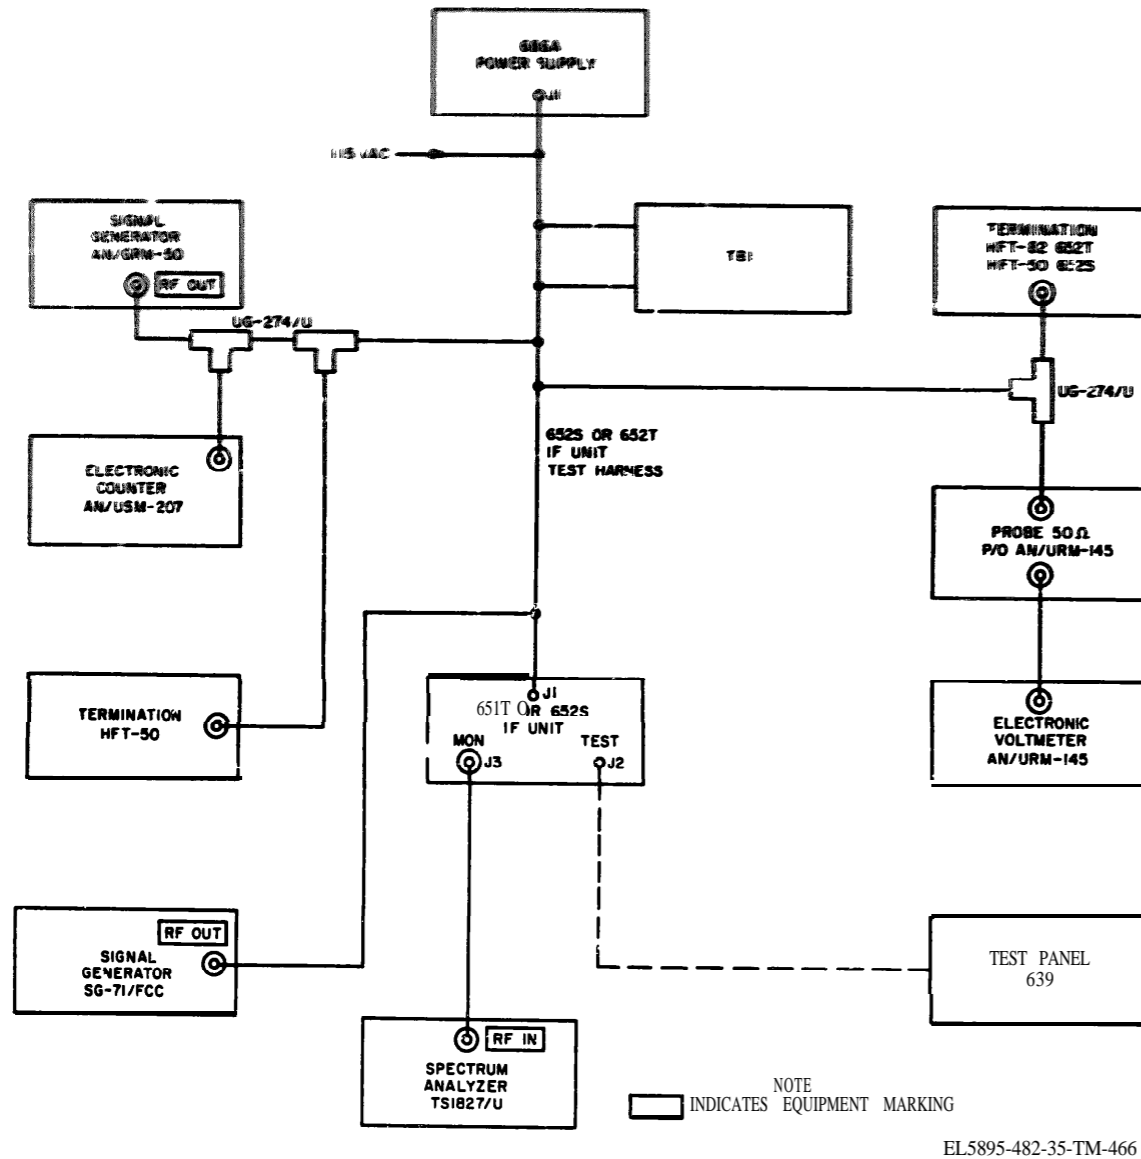 686A
POWER SUPPLY
J11
115 VAC
SIGNAL
GENERATOR
AN/GRM-50
RF OUT
TB1
TERMINATION
HFT-82 652T
HFT-50 652S
UG-274/U
UG-274/U
ELECTRONIC
COUNTER
AN/USM-207
652S OR 652T
IF UNIT
TEST HARNESS
PROBE 50Ω
P/O AN/URM-145
TERMINATION
HFT-50
J1
651T OR 652S
IF UNIT
MON
J3
TEST
J2
ELECTRONIC
VOLTMETER
AN/URM-145
RF OUT
SIGNAL
GENERATOR
SG-71/FCC
TEST PANEL
639
RF IN
SPECTRUM
ANALYZER
TS1827/U
NOTE
INDICATES EQUIPMENT MARKING
EL5895-482-35-TM-466